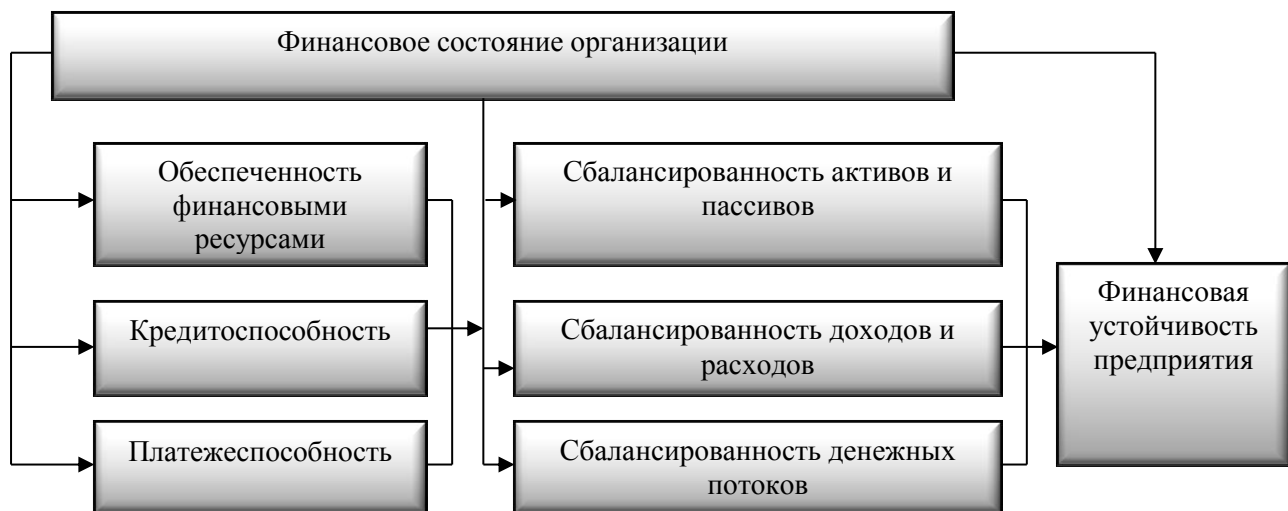 Финансовое состояние организации
Обеспеченность
финансовыми
ресурсами
Кредитоспособность
Платежеспособность
Сбалансированность активов и
пассивов
Сбалансированность доходов и
расходов
Сбалансированность денежных
потоков
Финансовая
устойчивость
предприятия